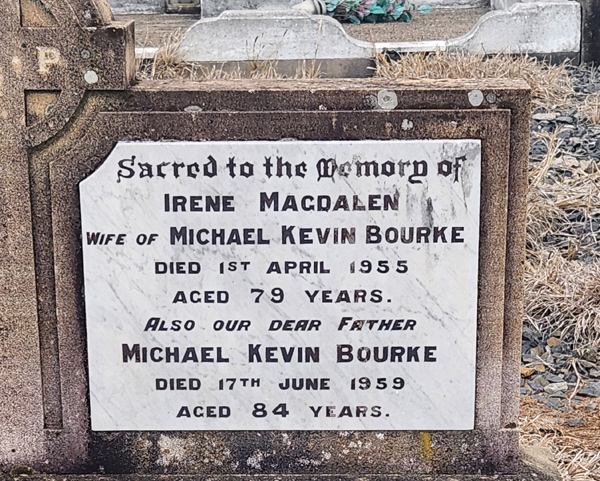 P
Sacred to the Memory of
IRENE MAGDALEN
WIFE OF MICHAEL KEVIN BOURKE
DIED 1ST APRIL 1955
AGED 79 YEARS.
ALSO OUR DEAR FATHER
MICHAEL KEVIN BOURKE
DIED 17TH JUNE 1959
AGED 84 YEARS.